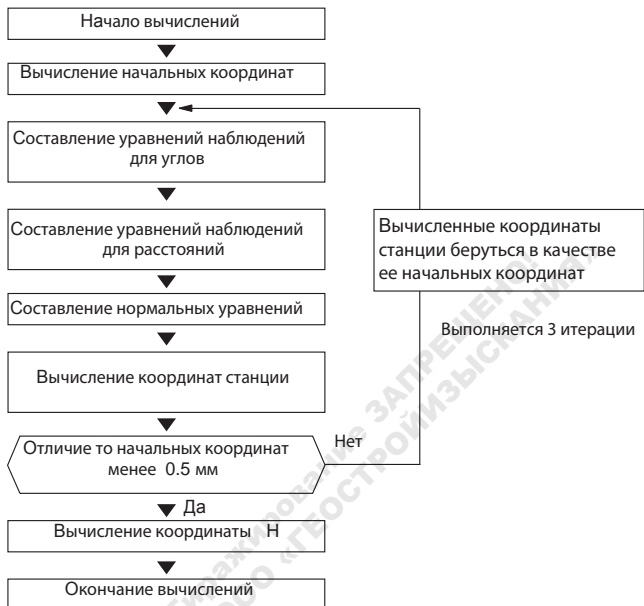 Начало вычислений
Вычисление начальных координат
Составление уравнений наблюдений
для углов
Составление уравнений наблюдений
для расстояний
Вычисленные координаты
станции беруться в качестве
ее начальных координат
Составление нормальных уравнений
Выполняется 3 итерации
Вычисление координат станции
Отличие то начальных координат
менее 0.5 мм
Нет
Да
Вычисление координаты H
Окончание вычислений
ЗАПРЕЩЕНО!
«ГЕОСТРОЙИЗЫСКАНИЯ»